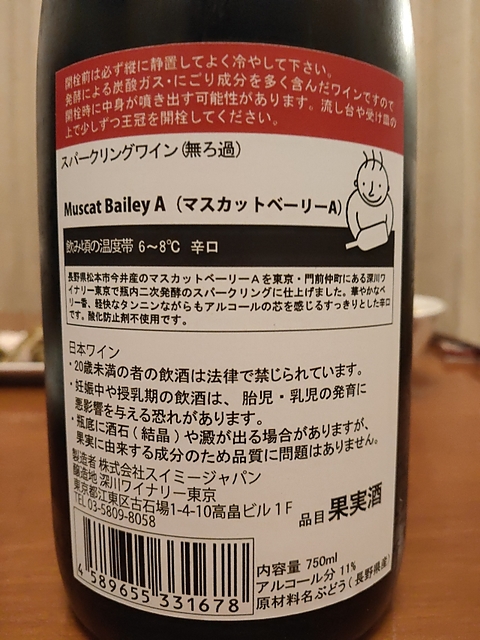 開栓前は必ず縦に静置してよく冷やして下さい。
発酵による炭酸ガス・にごり成分を多く含んだワインですので
開栓時に中身が噴き出す可能性があります。流し台や受け皿の
上で少しずつ王冠を開栓してください。
スパークリングワイン(無ろ過)
Muscat Bailey A（マスカットベーリーA）
飲み頃の温度帯 6～8℃ 辛口
長野県松本市今井産のマスカットベーリーAを東京・門前仲町にある深川ワ
イナリー東京で瓶内二次発酵のスパークリングに仕上げました。華やかなベ
リー香、軽快なタンニンながらもアルコールの芯を感じるすっきりとした辛口
です。酸化防止剤不使用です。
日本ワイン
・20歳未満の者の飲酒は法律で禁じられています。
・妊娠中や授乳期の飲酒は、胎児・乳児の発育に
悪影響を与える恐れがあります。
・瓶底に酒石(結晶)や澱が出る場合がありますが、
果実に由来する成分のため品質に問題はありません。
製造者 株式会社スイミージャパン
醸造地 深川ワイナリー東京
東京都江東区古石場1-4-10高畠ビル1F
TEL 03-5809-8058
品目 果実酒
4 589655 331678
内容量 750ml
アルコール分 11%
原材料名ぶどう(長野県産)